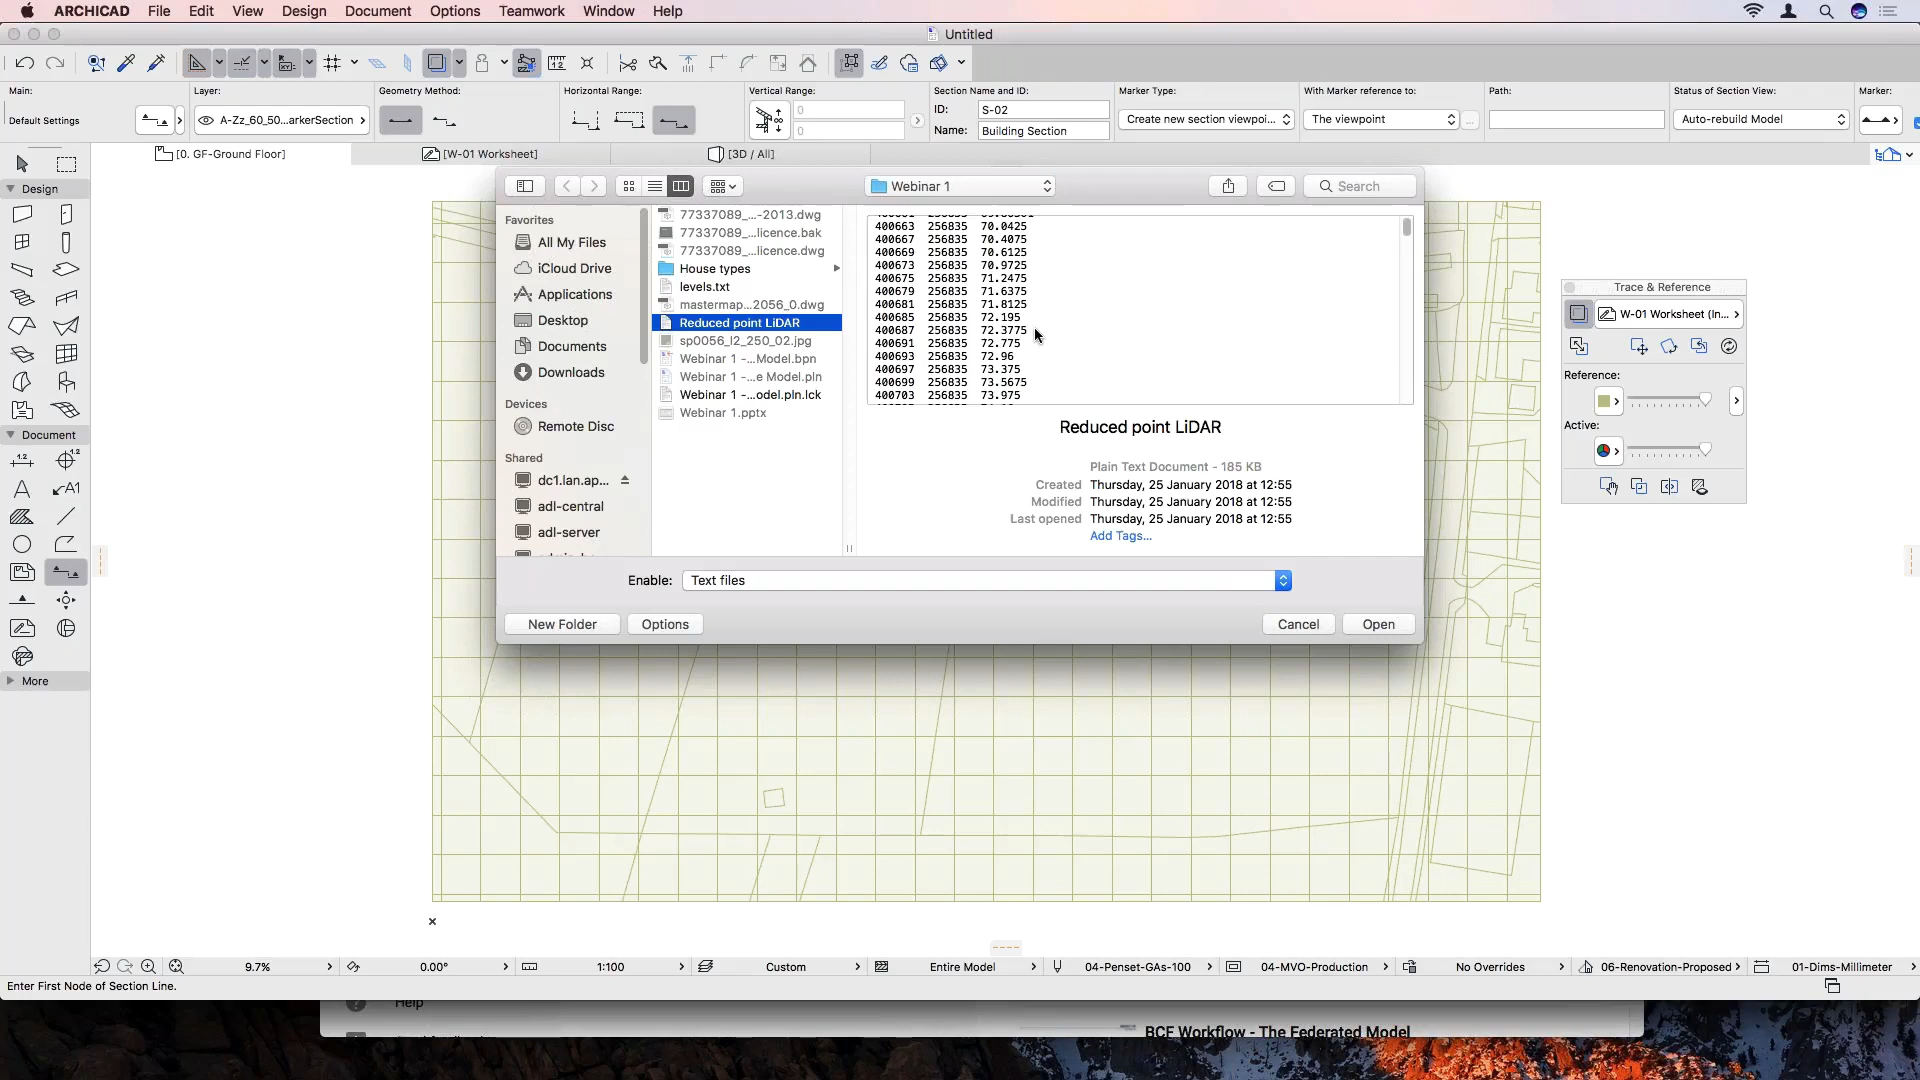 ARCHICAD File Edit View Design Document Options Teamwork Window Help
Untitled
Main:
Default Settings
Layer:
A-Zz_60_50...arkerSection
Geometry Method:
Horizontal Range:
Vertical Range:
0
0
Section Name and ID:
ID: S-02
Name: Building Section
Marker Type:
Create new section viewpoi...
With Marker reference to:
The viewpoint
...
Path:
Status of Section View:
Auto-rebuild Model
Marker:
[0. GF-Ground Floor]
[W-01 Worksheet]
[3D / All]
Design
Document
More
Webinar 1
Search
Favorites
All My Files
iCloud Drive
Applications
Desktop
Documents
Downloads
Devices
Remote Disc
Shared
dc1.lan.ap...
adl-central
adl-server
77337089_...-2013.dwg
77337089_...licence.bak
77337089_...licence.dwg
House types
levels.txt
mastermap...2056_0.dwg
Reduced point LiDAR
sp0056_l2_250_02.jpg
Webinar 1 -...Model.bpn
Webinar 1 -...e Model.pln
Webinar 1 -...odel.pln.lck
Webinar 1.pptx
400663 256835 70.0425
400667 256835 70.4075
400669 256835 70.6125
400673 256835 70.9725
400675 256835 71.2475
400679 256835 71.6375
400681 256835 71.8125
400685 256835 72.195
400687 256835 72.3775
400691 256835 72.775
400693 256835 72.96
400697 256835 73.375
400699 256835 73.5675
400703 256835 73.975
Reduced point LiDAR
Plain Text Document - 185 KB
Created Thursday, 25 January 2018 at 12:55
Modified Thursday, 25 January 2018 at 12:55
Last opened Thursday, 25 January 2018 at 12:55
Add Tags...
Enable: Text files
New Folder
Options
Cancel
Open
Trace & Reference
W-01 Worksheet (In...
Reference:
Active:
9.7%
0.00°
1:100
Custom
Entire Model
04-Penset-GAs-100
04-MVO-Production
No Overrides
06-Renovation-Proposed
01-Dims-Millimeter
Enter First Node of Section Line.
Help
BCF Workflow - The Federated Model